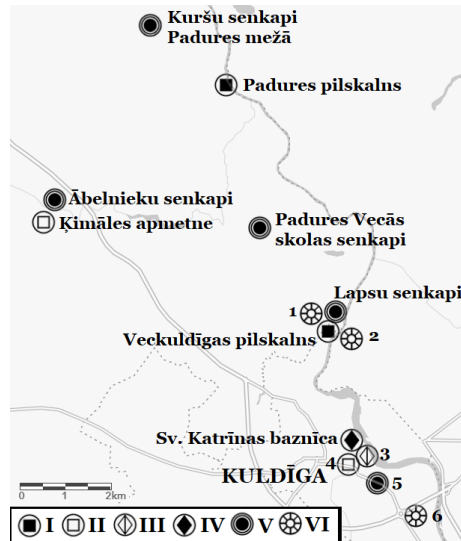 Kuršu senkapi
Padures mežā
Padures pilskalns
Ābelnieku senkapi
Ķimāles apmetne
Padures Vecās
skolas senkapi
Lapsu senkapi
1
Veckuldīgas pilskalns
2
Sv. Katrīnas baznīca
3
4
KULDĪGA
5
6
0 1 2km
I II III IV V VI